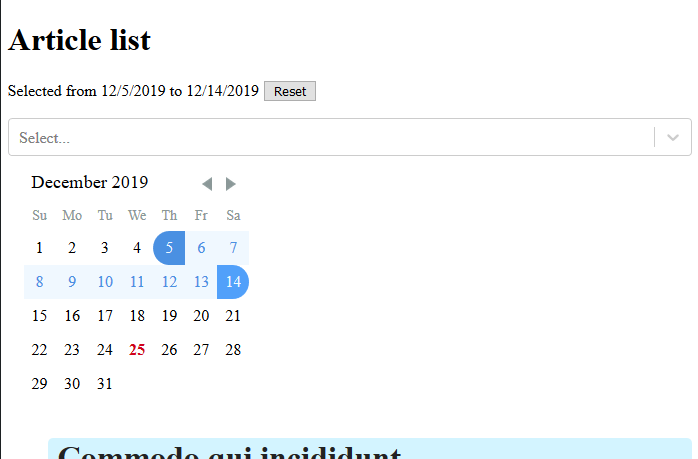 Article list
Selected from 12/5/2019 to 12/14/2019 Reset
Select...
December 2019
Su Mo Tu We Th Fr Sa
1 2 3 4 5 6 7
8 9 10 11 12 13 14
15 16 17 18 19 20 21
22 23 24 25 26 27 28
29 30 31
Commodo qui incididunt